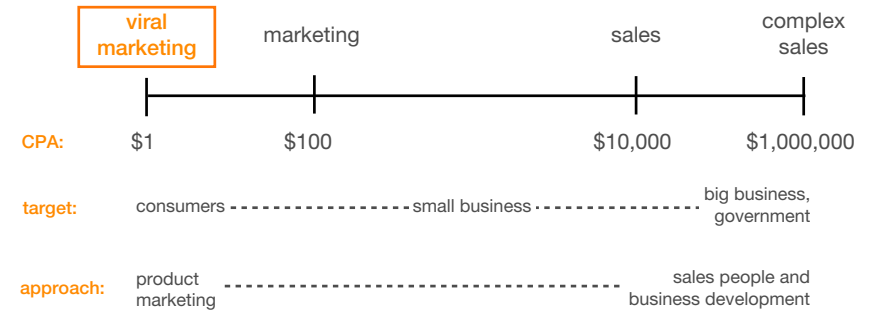 viral
marketing
marketing
sales
complex
sales
CPA:
$1
$100
$10,000
$1,000,000
target:
consumers
small business
big business,
government
approach:
product
marketing
sales people and
business development